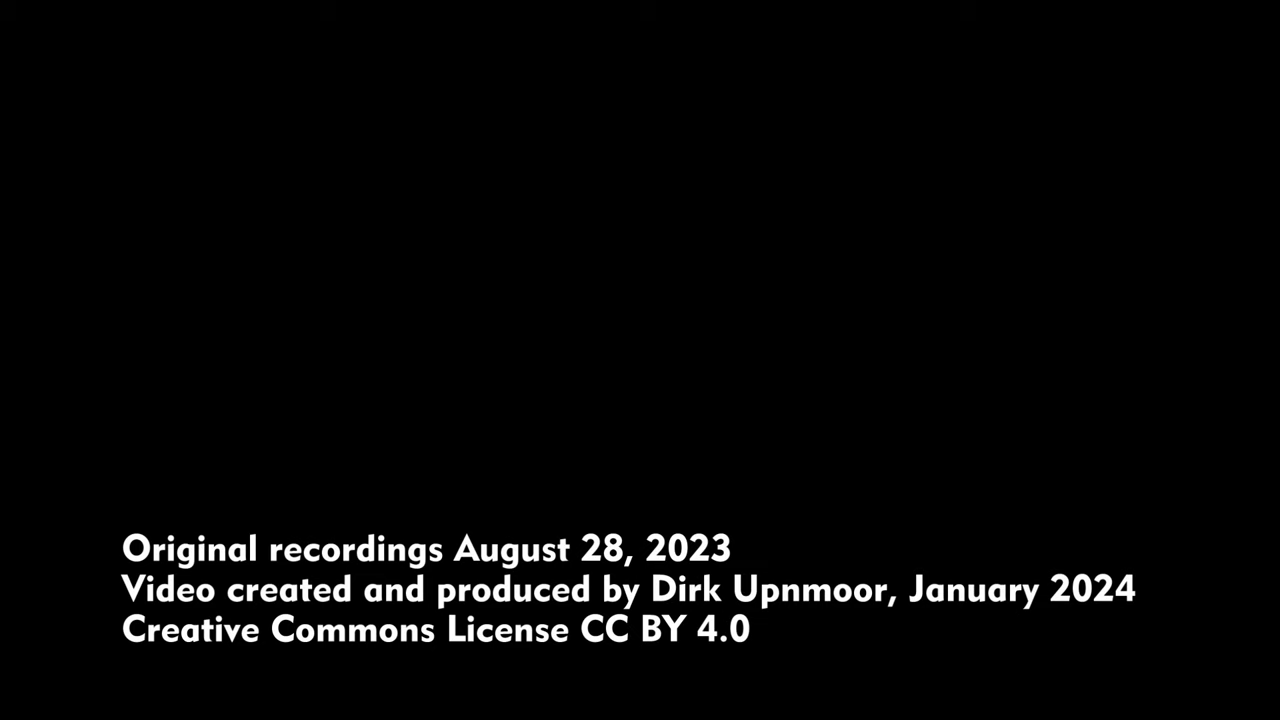 Original recordings August 28, 2023
Video created and produced by Dirk Upnmoor, January 2024
Creative Commons License CC BY 4.0